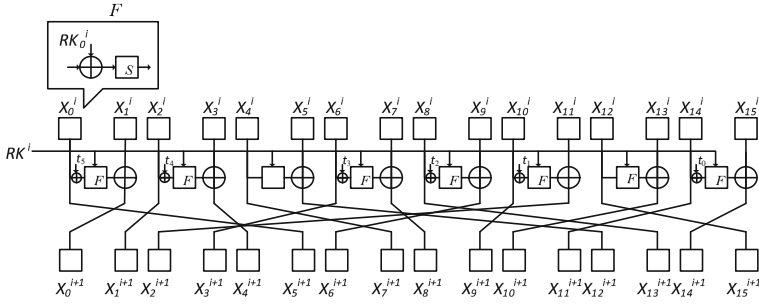 F
RK_0^i
S
X_0^i X_1^i X_2^i X_3^i X_4^i X_5^i X_6^i X_7^i X_8^i X_9^i X_10^i X_11^i X_12^i X_13^i X_14^i X_15^i
RK^i
t_5 F t_4 F t_3 F t_2 F t_1 F F t_0 F
X_0^{i+1} X_1^{i+1} X_2^{i+1} X_3^{i+1} X_4^{i+1} X_5^{i+1} X_6^{i+1} X_7^{i+1} X_8^{i+1} X_9^{i+1} X_10^{i+1} X_11^{i+1} X_12^{i+1} X_13^{i+1} X_14^{i+1} X_15^{i+1}